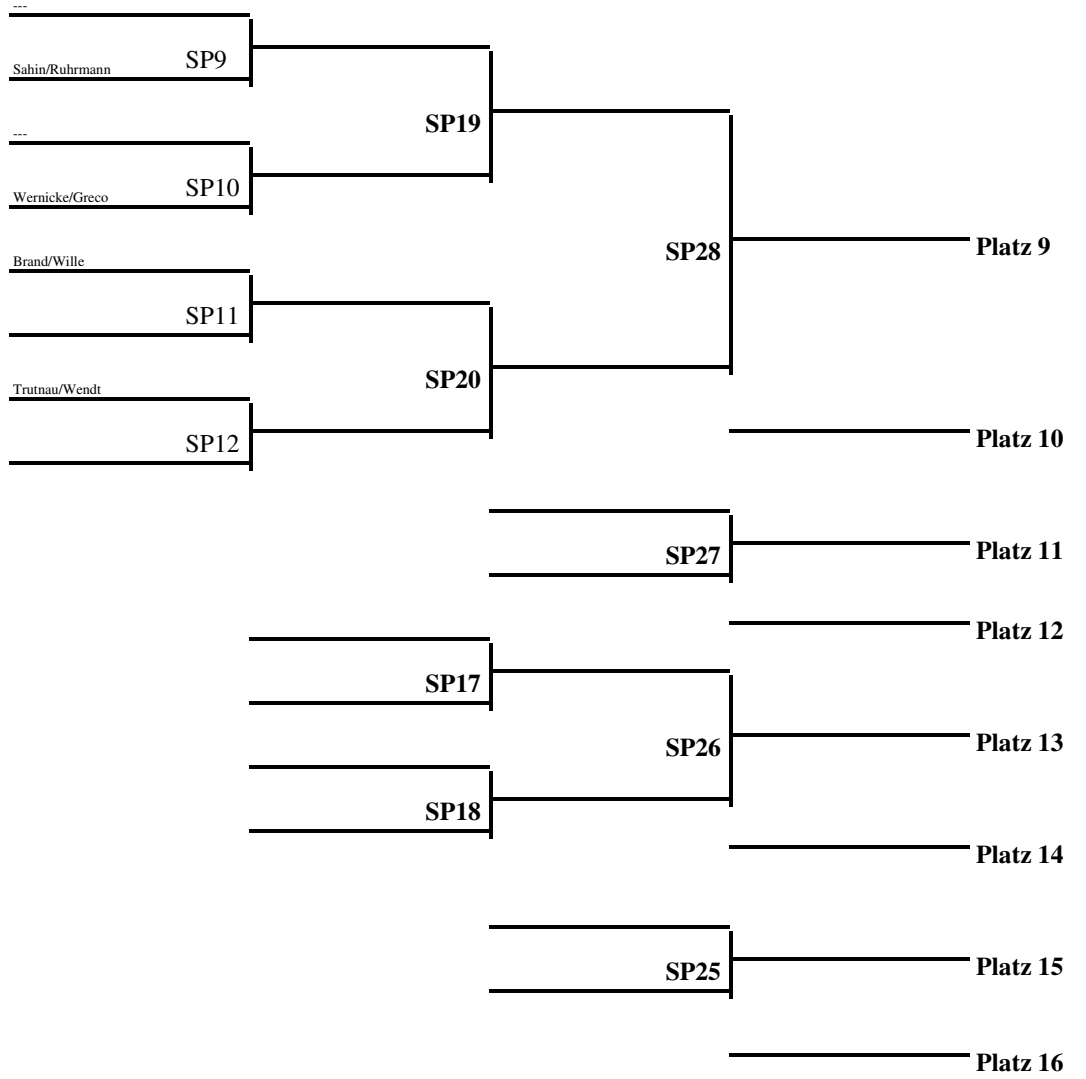 ---
SP9
Sahin/Ruhrmann
SP19
---
SP10
Wernicke/Greco
SP28
Platz 9
Brand/Wille
SP11
SP20
Trutnau/Wendt
SP12
Platz 10
SP27
Platz 11
Platz 12
SP17
SP26
Platz 13
SP18
Platz 14
SP25
Platz 15
Platz 16